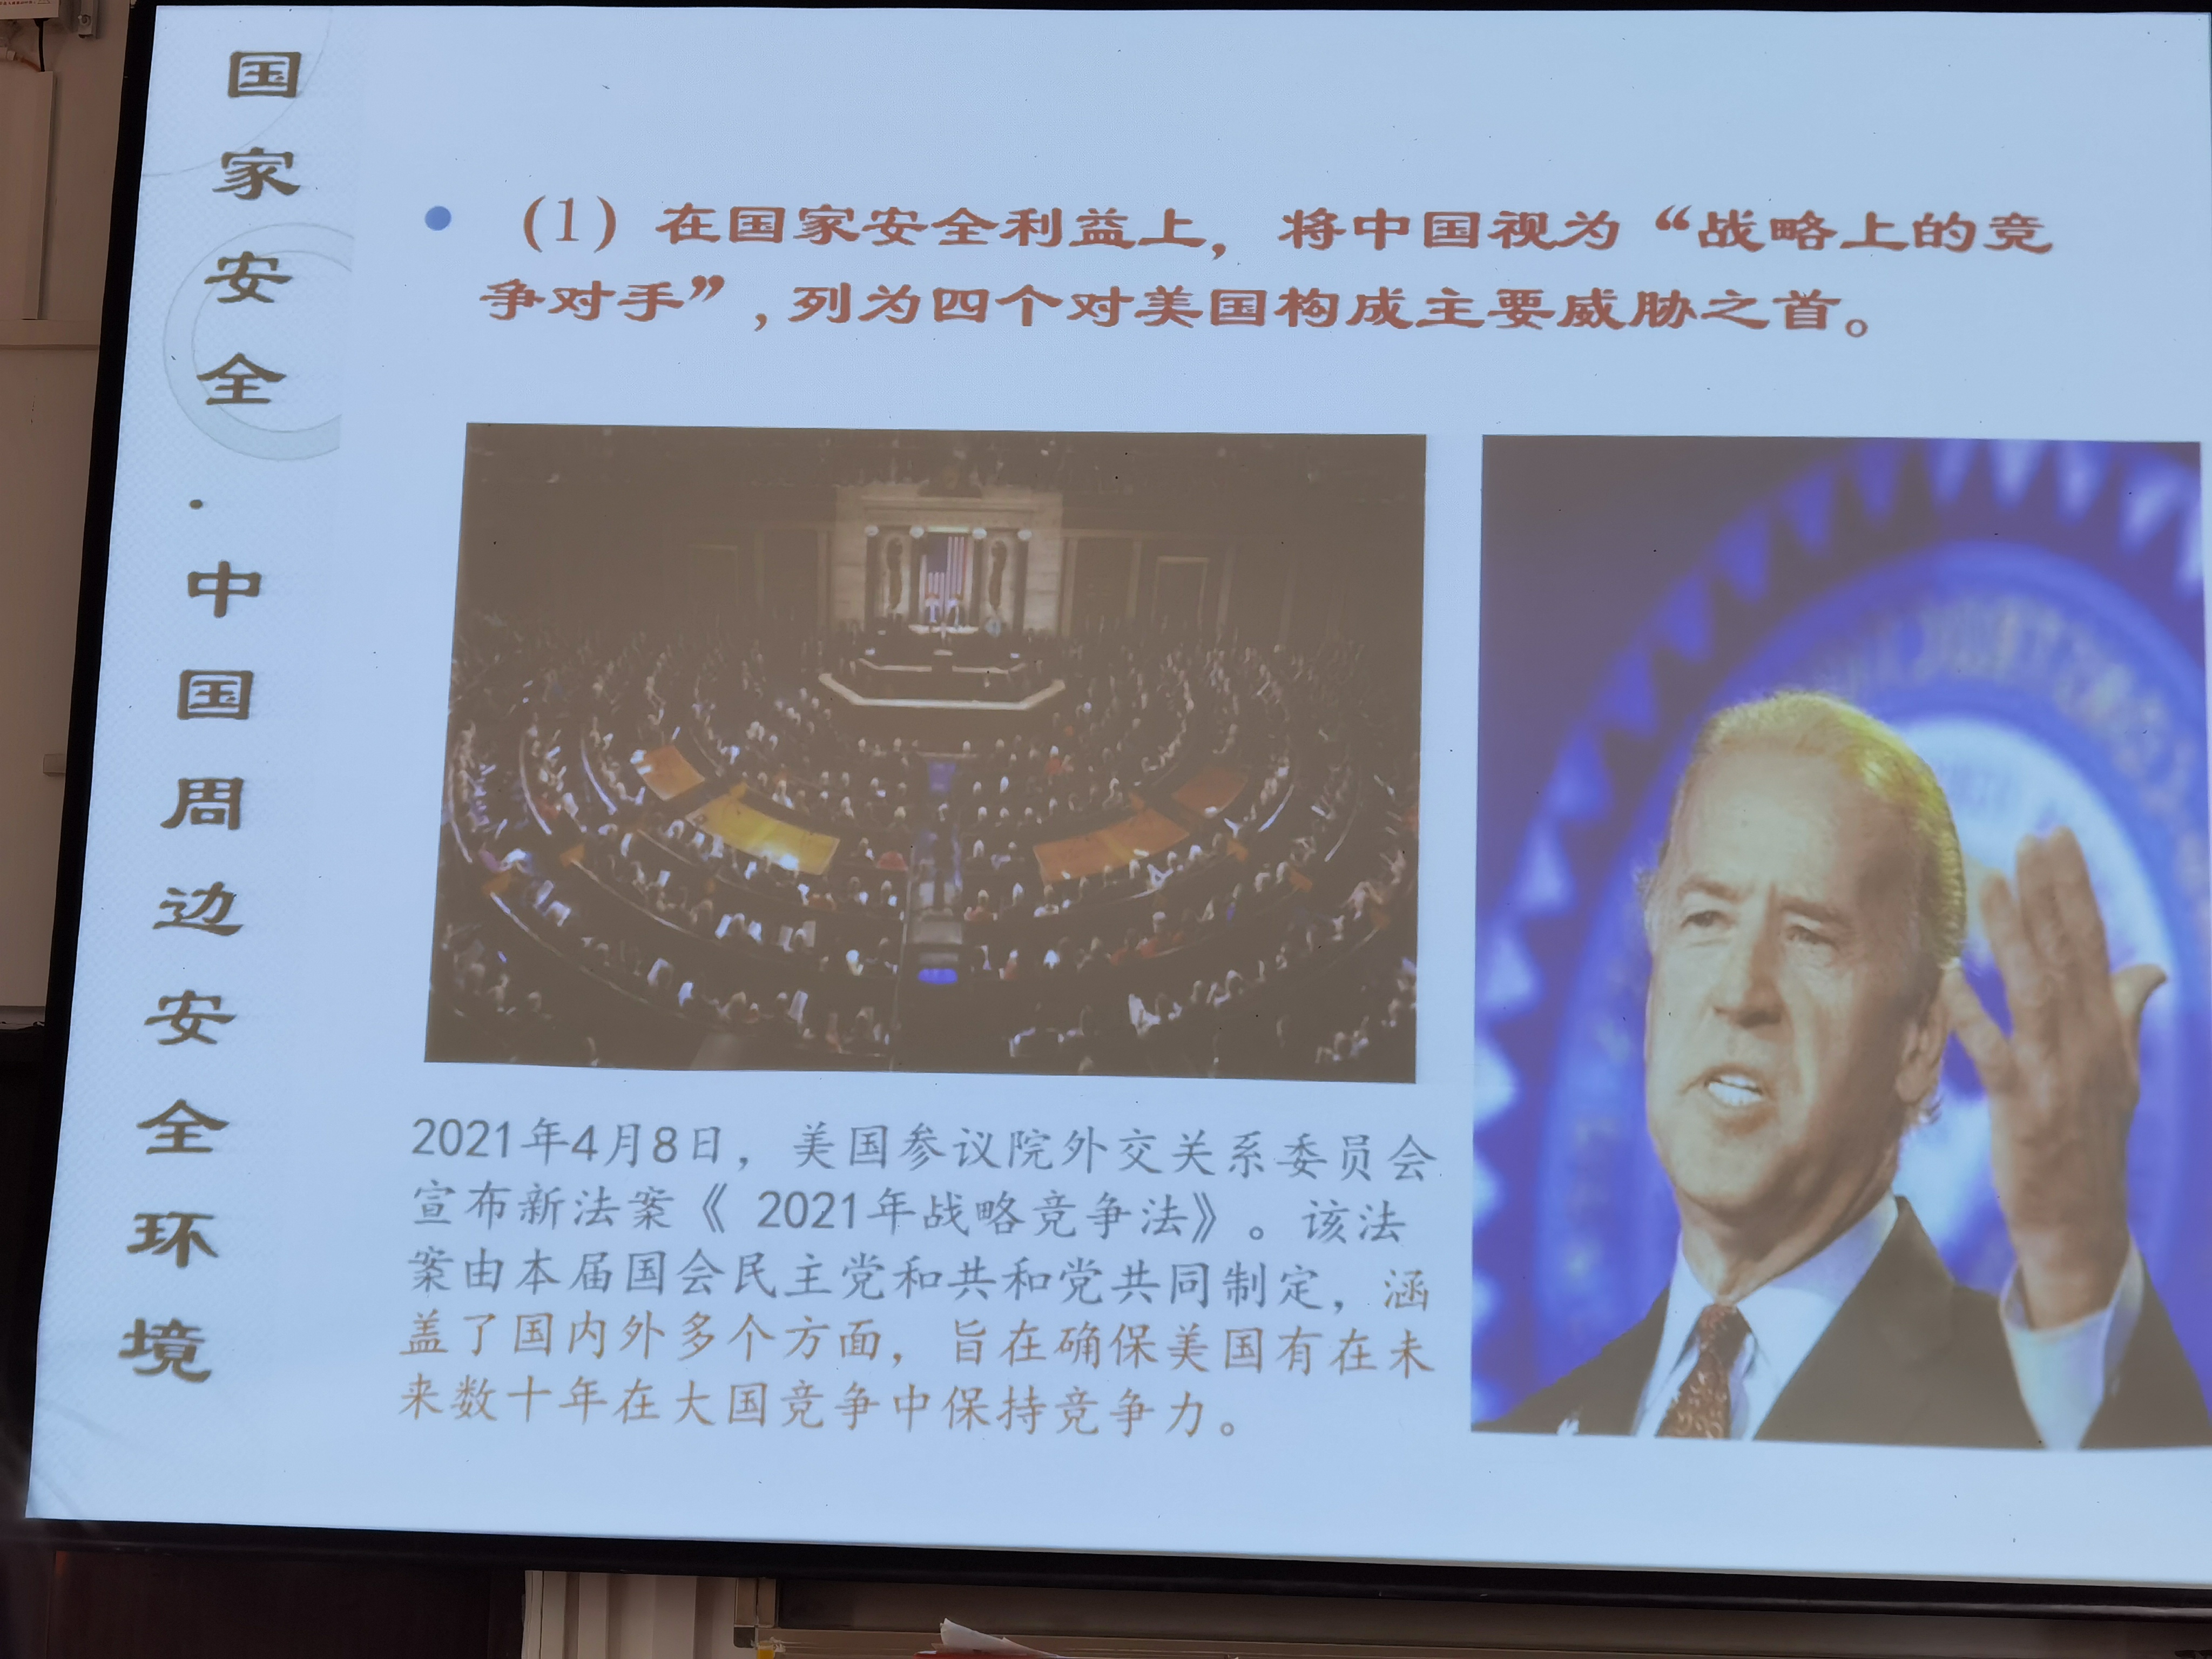 国家安全·中国周边安全环境
（1）在国家安全利益上，将中国视为“战略上的竞
争对手”，列为四个对美国构成主要威胁之首。
2021年4月8日，美国参议院外交关系委员会
宣布新法案《 2021年战略竞争法》。该法
案由本届国会民主党和共和党共同制定，涵
盖了国内外多个方面，旨在确保美国有在未
来数十年在大国竞争中保持竞争力。